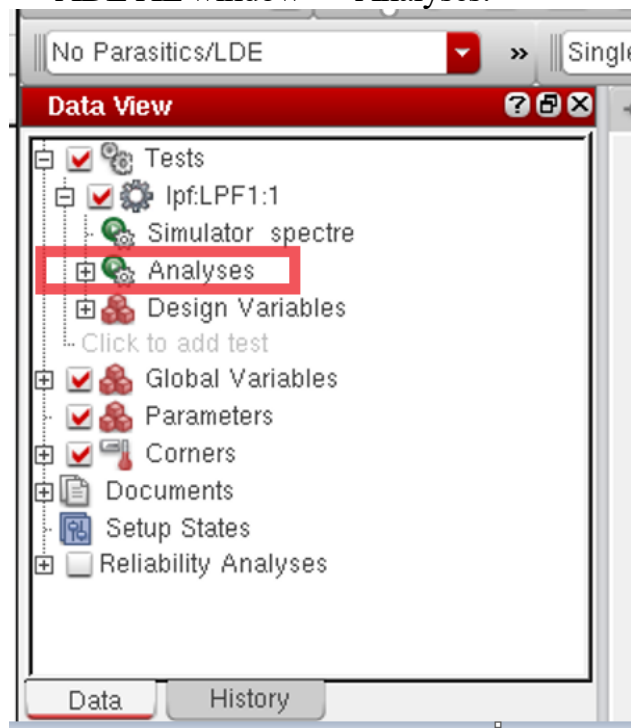 Analyses.
No Parasitics/LDE
»
Single
Data View
Tests
lpf:LPF1:1
Simulator spectre
Analyses
Design Variables
Click to add test
Global Variables
Parameters
Corners
Documents
Setup States
Reliability Analyses
Data
History